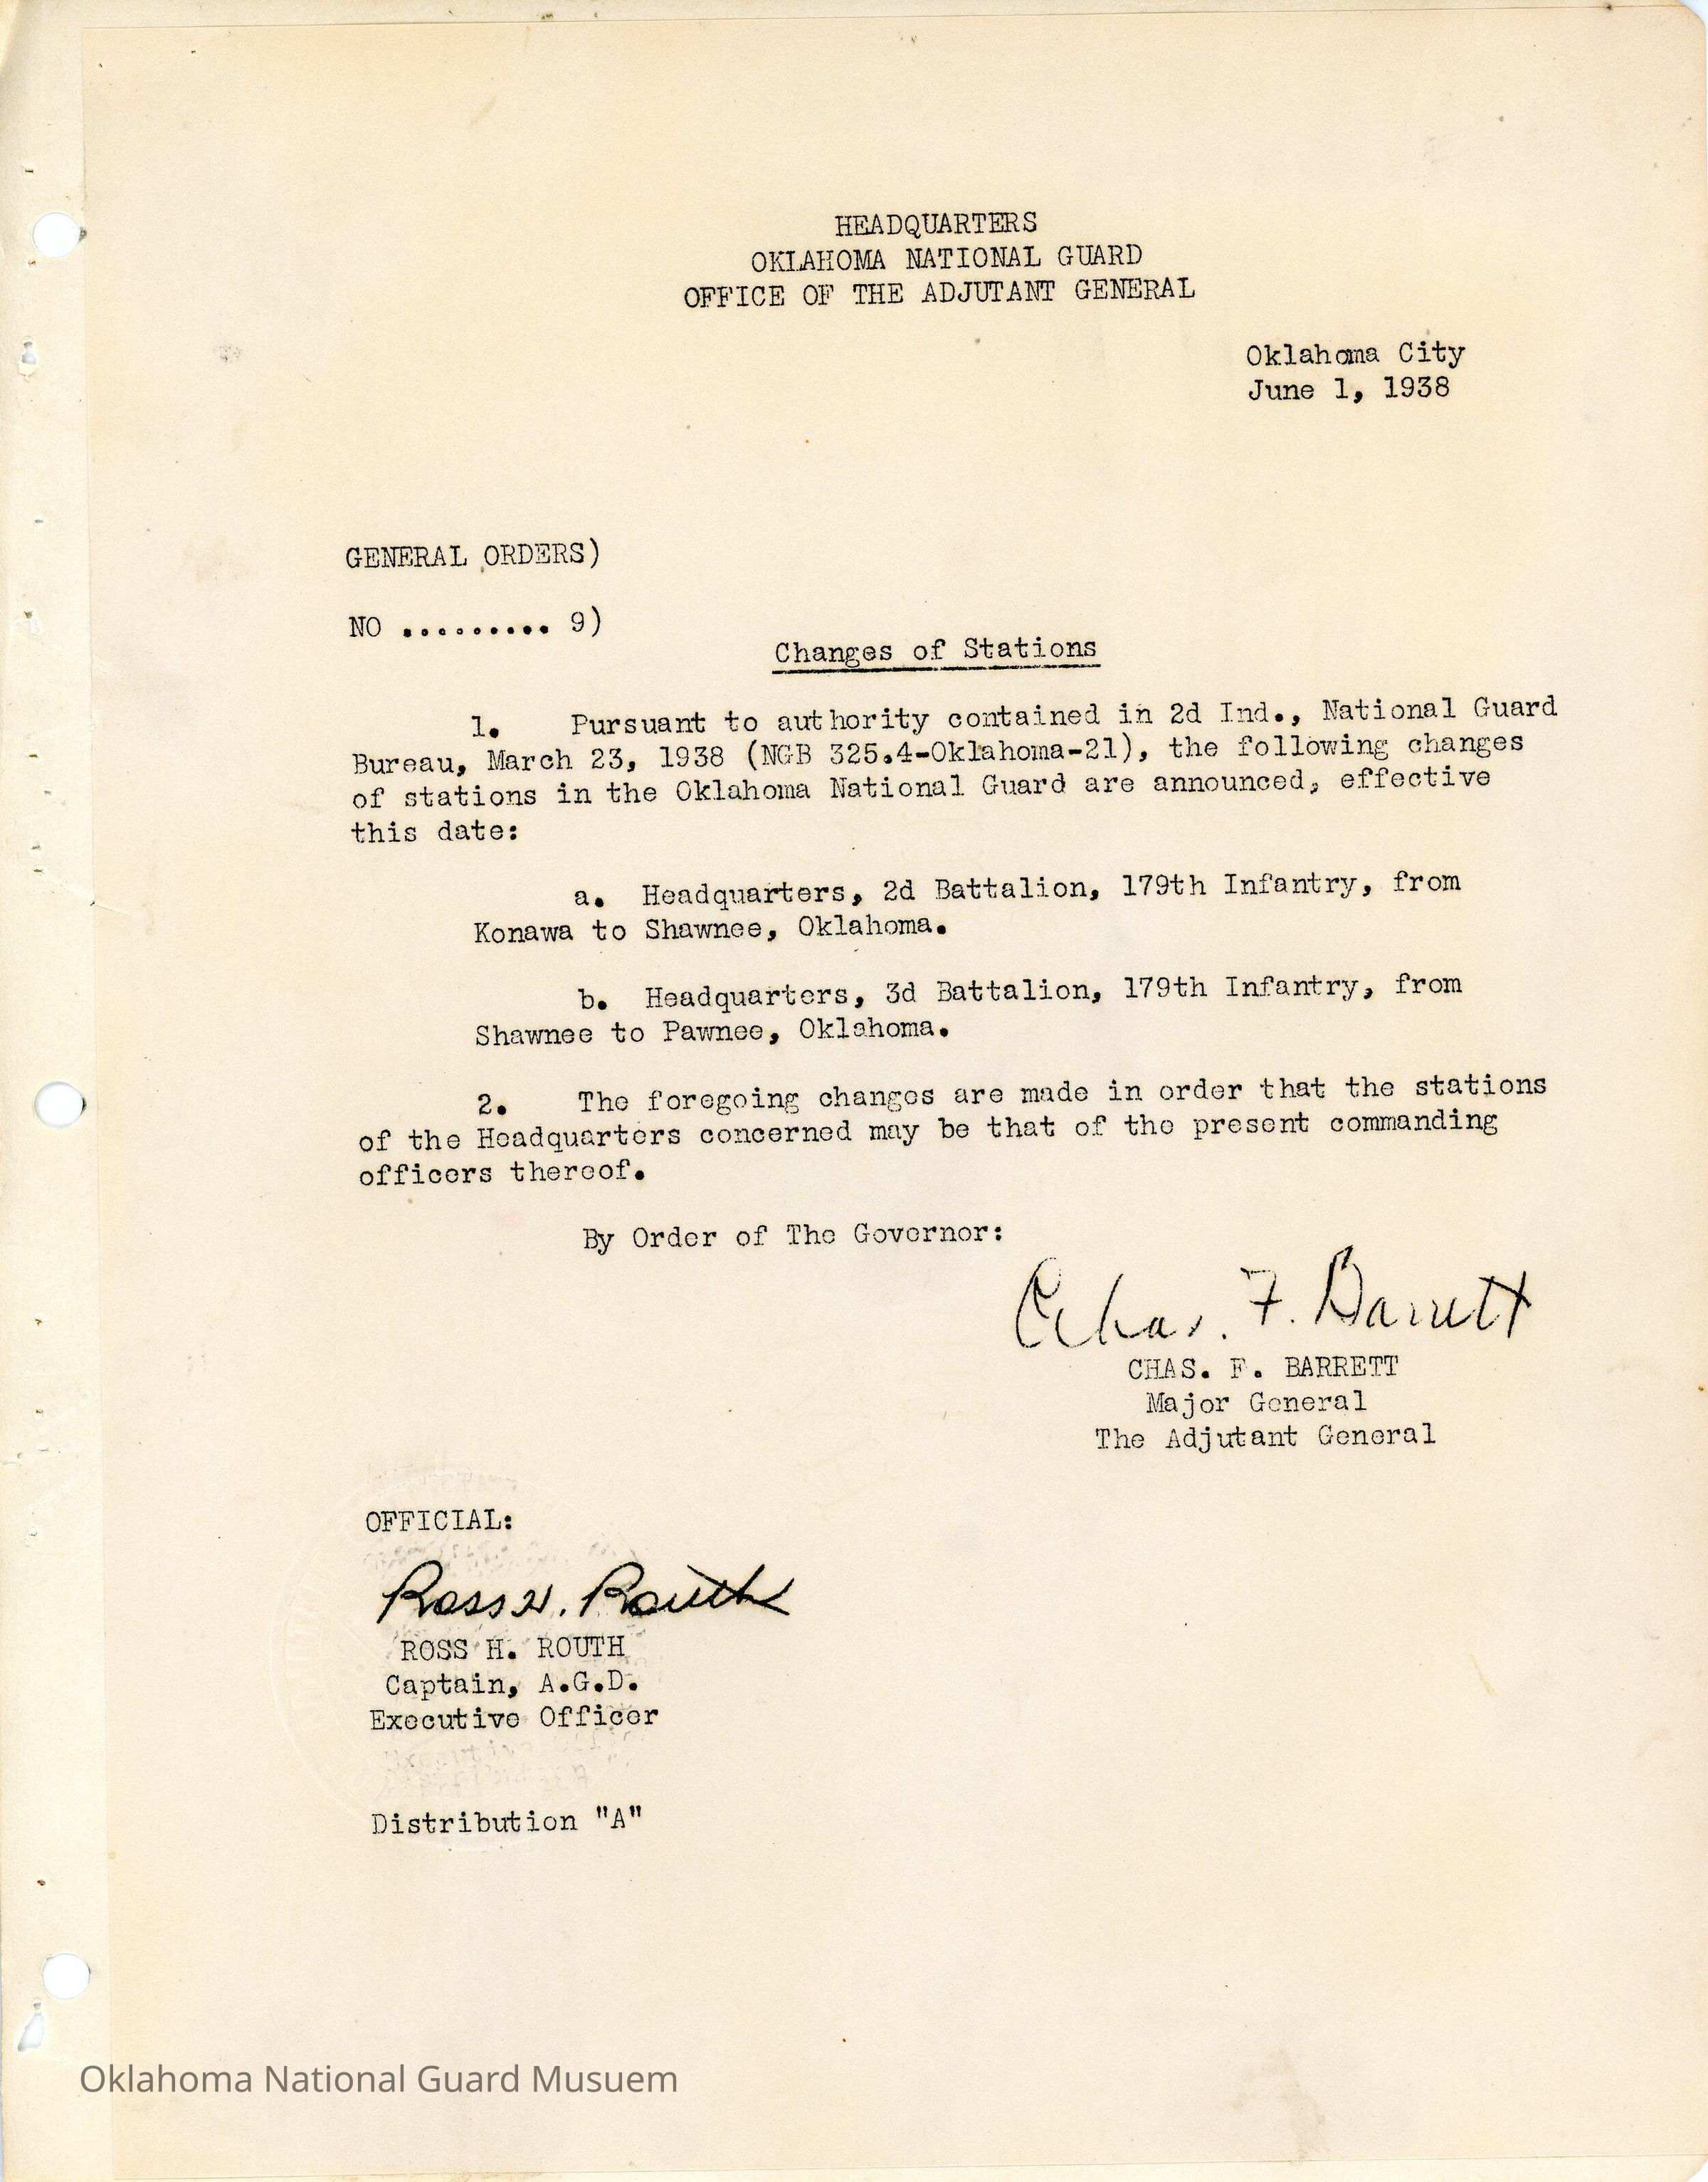 HEADQUARTERS
OKLAHOMA NATIONAL GUARD
OFFICE OF THE ADJUTANT GENERAL
Oklahoma City
June 1, 1938
GENERAL ORDERS)
NO .......... 9)
Changes of Stations
1. Pursuant to authority contained in 2d Ind., National Guard
Bureau, March 23, 1938 (NGB 325.4-Oklahoma-21), the following changes
of stations in the Oklahoma National Guard are announced, effective
this date:
a. Headquarters, 2d Battalion, 179th Infantry, from
Konawa to Shawnee, Oklahoma.
b. Headquarters, 3d Battalion, 179th Infantry, from
Shawnee to Pawnee, Oklahoma.
2. The foregoing changes are made in order that the stations
of the Headquarters concerned may be that of the present commanding
officers thereof.
By Order of The Governor:
Chas. F. Barrett
CHAS. F. BARRETT
Major General
The Adjutant General
OFFICIAL:
Ross H. Routh
ROSS H. ROUTH
Captain, A.G.D.
Executive Officer
Distribution "A"
Oklahoma National Guard Musuem